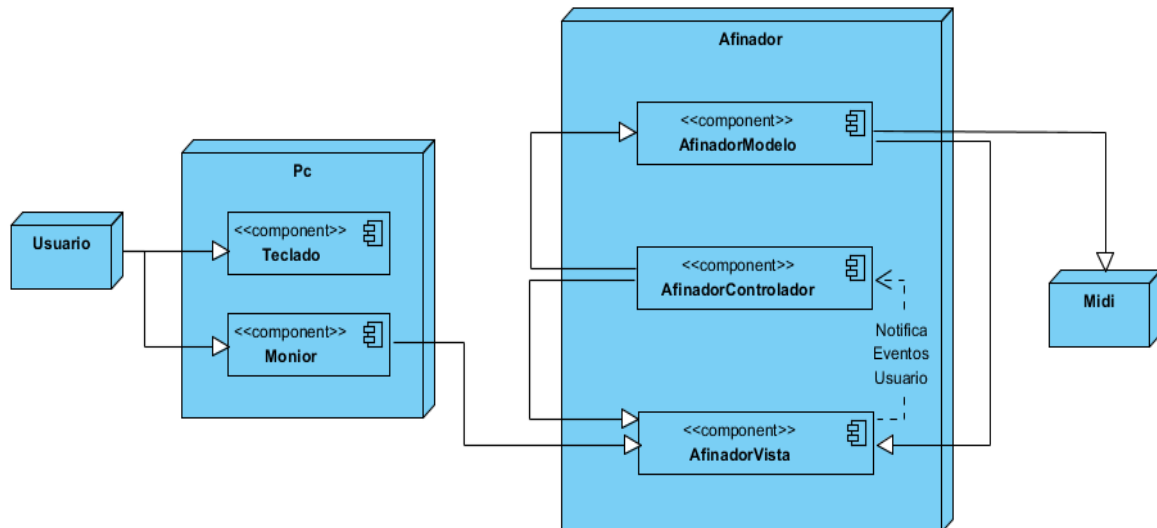 Afinador
<<component>>
AfinadorModelo
Pc
<<component>>
Teclado
Usuario
<<component>>
AfinadorControlador
Midi
<<component>>
Monior
Notifica
Eventos
Usuario
<<component>>
AfinadorVista